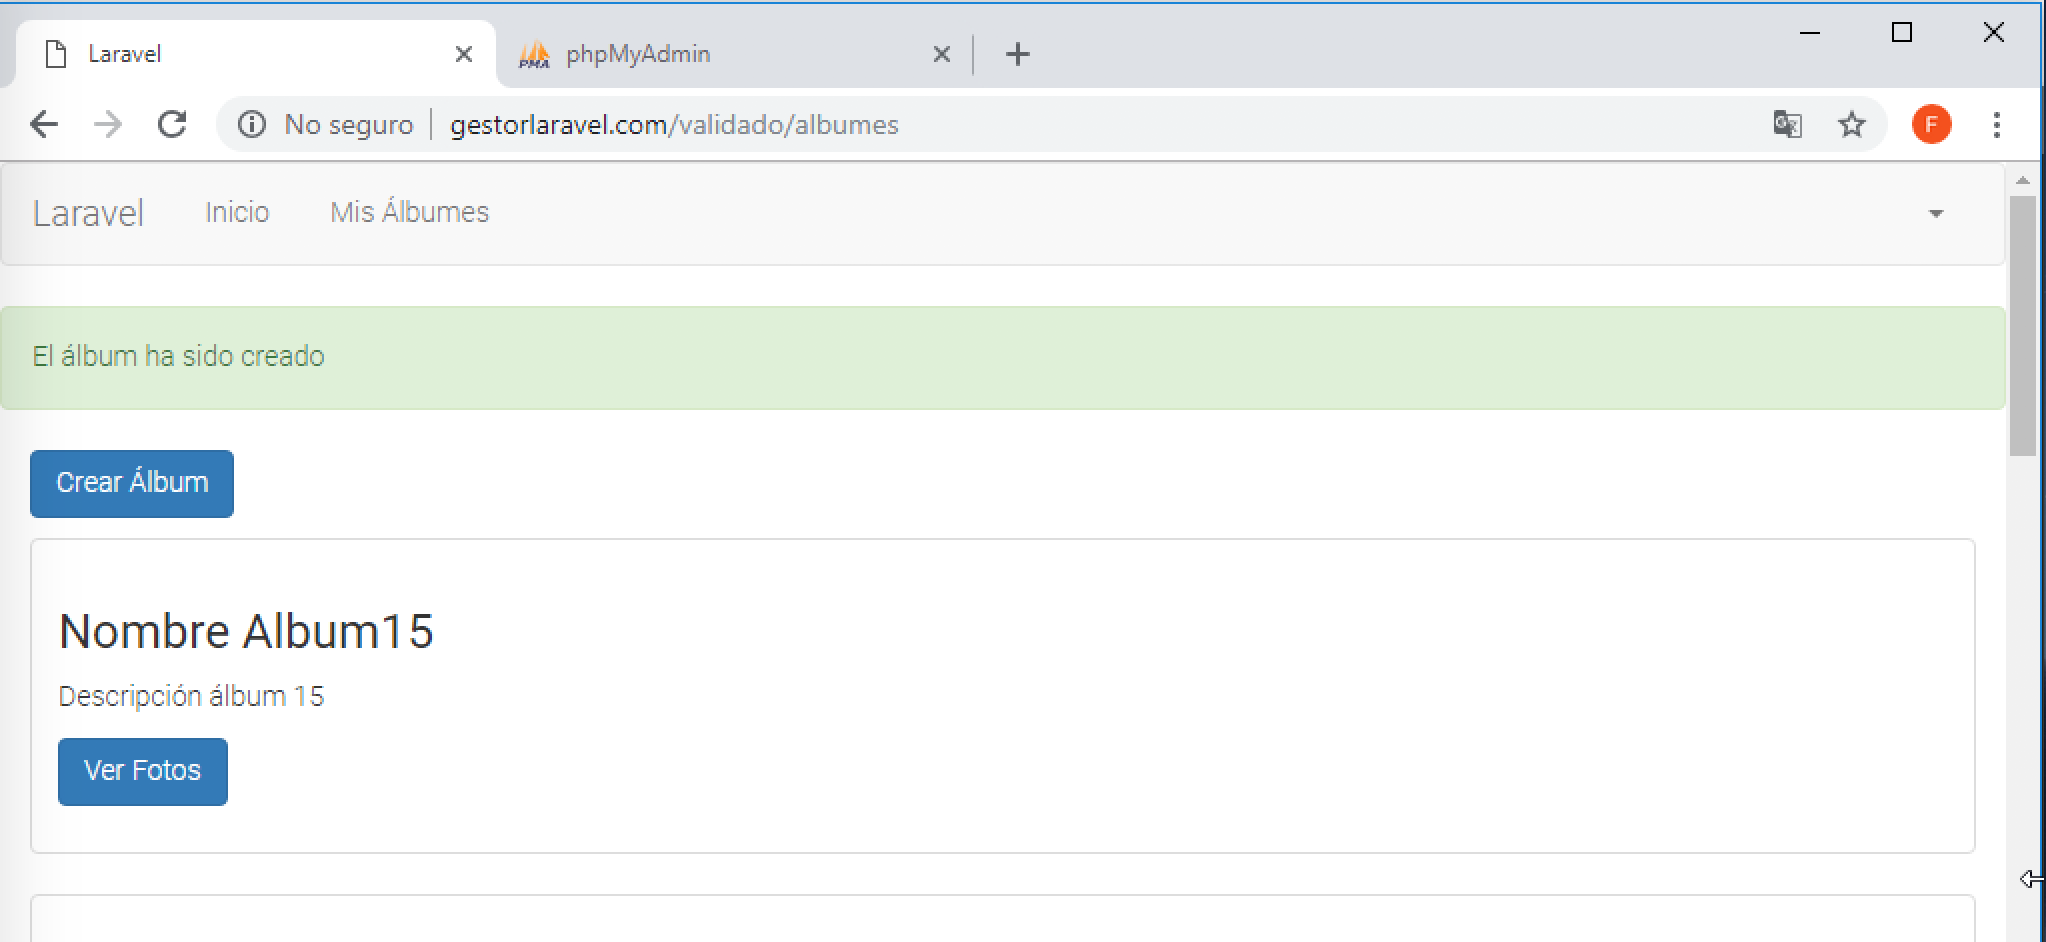 Laravel
PMA phpMyAdmin
No seguro gestorlaravel.com/validado/albumes
F
Laravel Inicio Mis Álbumes
El álbum ha sido creado
Crear Álbum
Nombre Album15
Descripción álbum 15
Ver Fotos